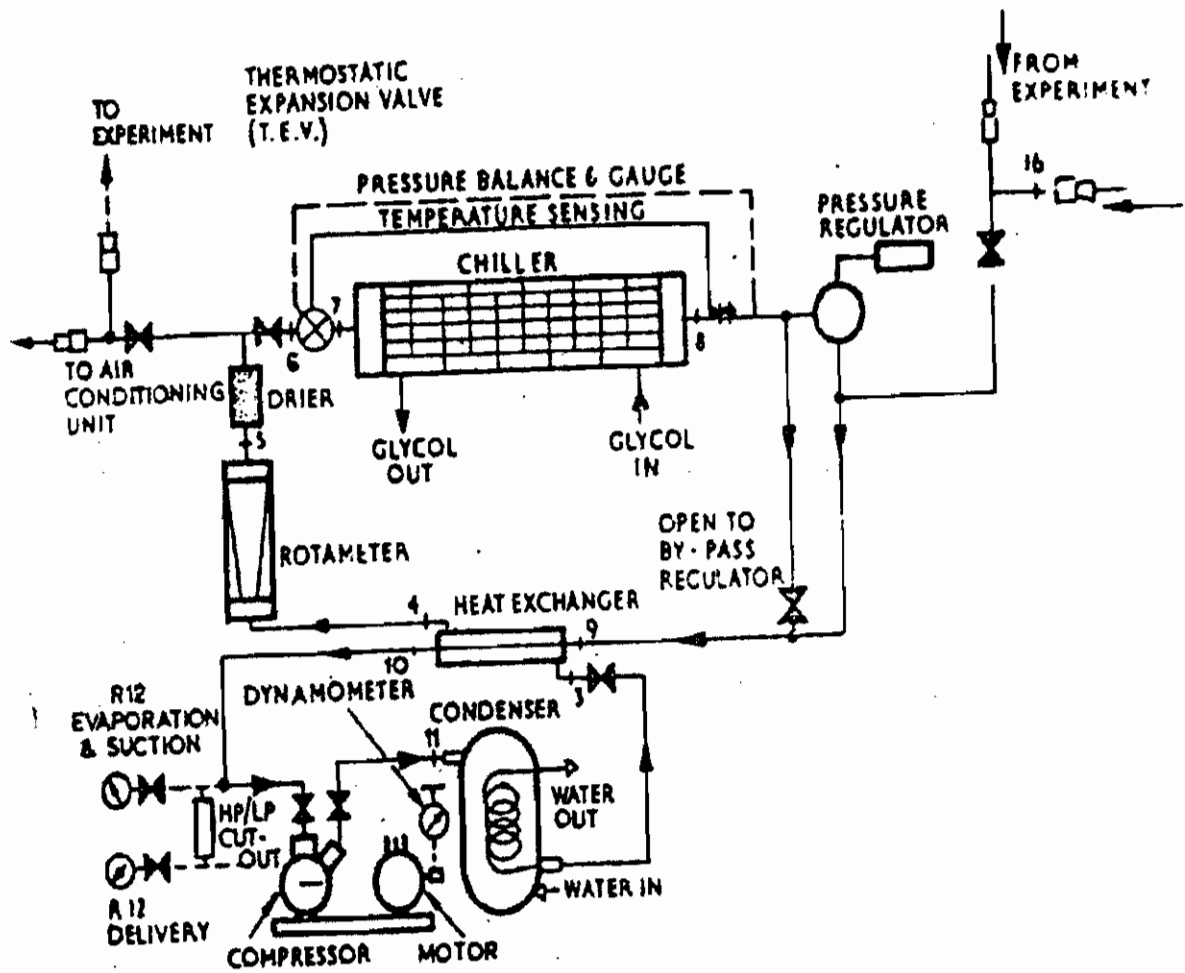 THERMOSTATIC
EXPANSION VALVE
(T.E.V.)
TO
EXPERIMENT
FROM
EXPERIMENT
16
PRESSURE BALANCE & GAUGE
TEMPERATURE SENSING
CHILLER
PRESSURE
REGULATOR
7
6
8
TO AIR
CONDITIONING
UNIT
DRIER
5
GLYCOL
OUT
GLYCOL
IN
ROTAMETER
OPEN TO
BY-PASS
REGULATOR
4
HEAT EXCHANGER
9
10
3
DYNAMOMETER
CONDENSER
11
R12
EVAPORATION
& SUCTION
HP/LP
CUT-
OUT
WATER
OUT
WATER IN
R12
DELIVERY
COMPRESSOR
MOTOR